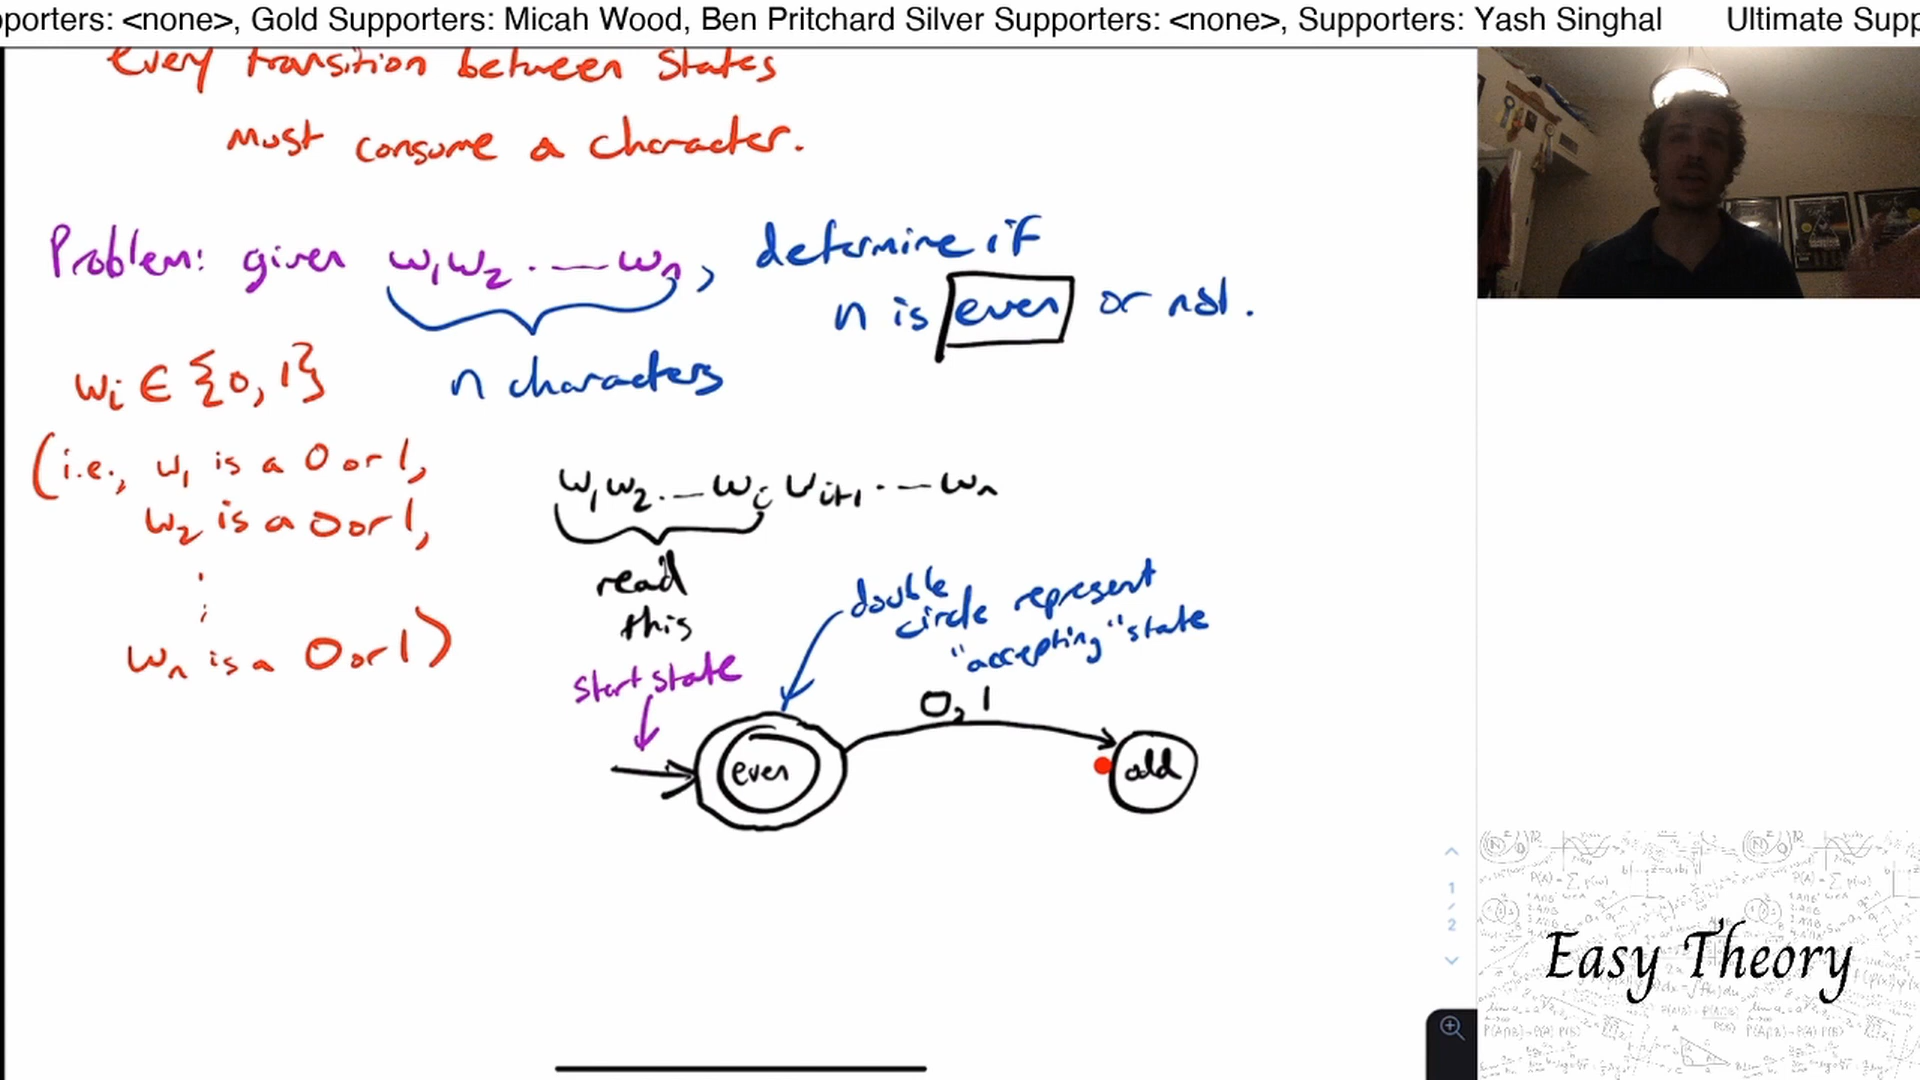 pporters: <none>, Gold Supporters: Micah Wood, Ben Pritchard Silver Supporters: <none>, Supporters: Yash Singhal Ultimate Supp
every transition between states
must consume a character.
Problem: given w₁w₂...wₙ, determine if
n is even or not.
n characters
wᵢ ∈ {0, 1}
(i.e., w₁ is a 0 or 1,
w₂ is a 0 or 1,
⋮
wₙ is a 0 or 1)
w₁w₂...wᵢ wᵢ₊₁...wₙ
read
this
double
circle represent
"accepting" state
start state
0, 1
even
odd
1
2
Easy Theory